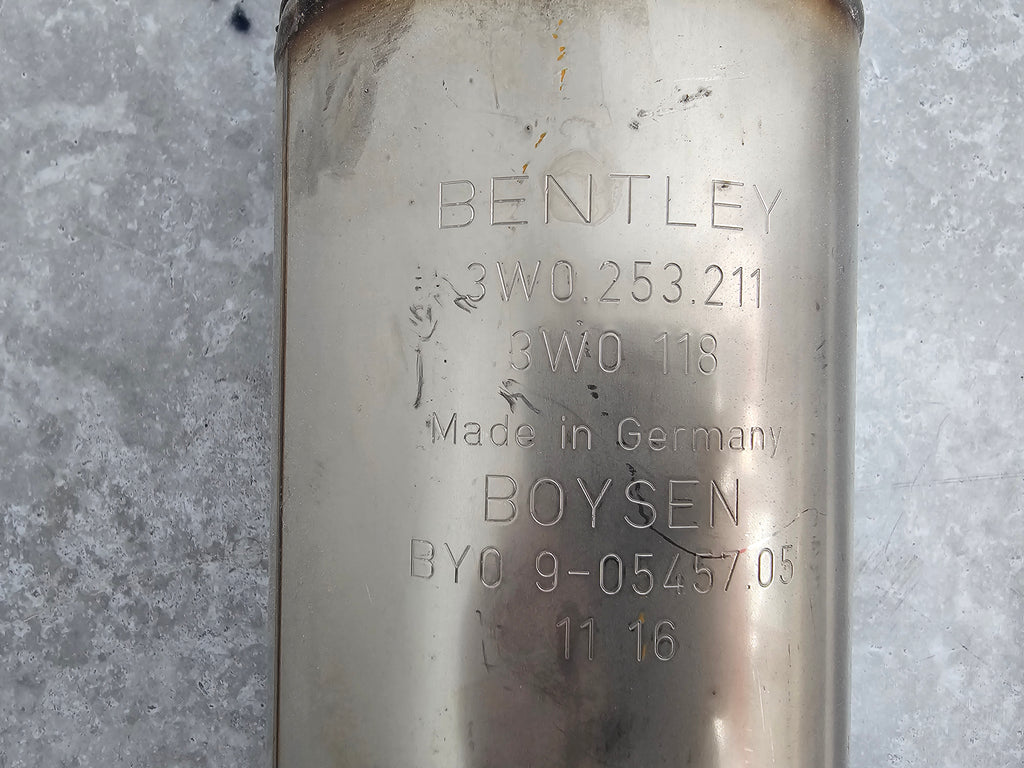 BENTLEY
3W0.253.211
3W0 118
Made in Germany
BOYSEN
BY0 9-05457.05
11 16